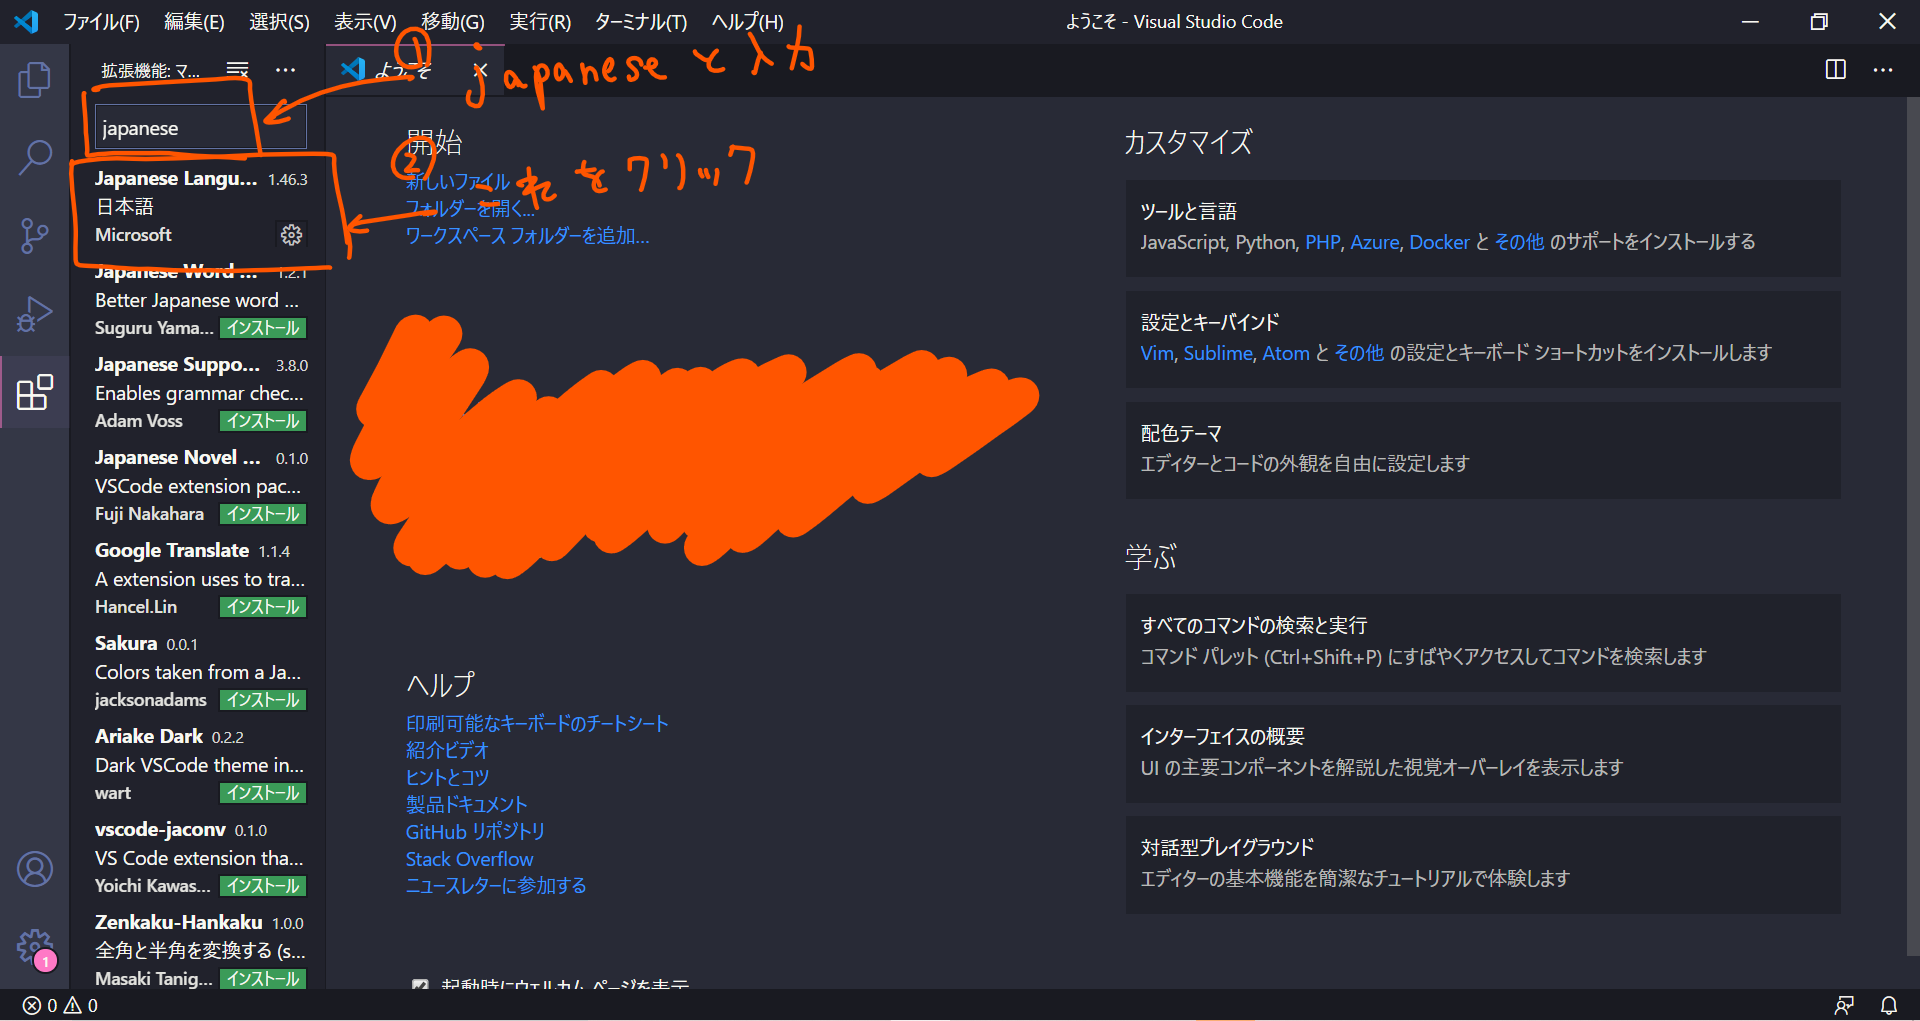 ファイル(F) 編集(E) 選択(S) 表示(V) 移動(G) 実行(R) ターミナル(T) ヘルプ(H)
ようこそ - Visual Studio Code
拡張機能: マ...
ようこそ
① japanese と入力
japanese
② これをクリック
Japanese Langu... 1.46.3
日本語
Microsoft
Japanese Word ... 1.2.1
Better Japanese word ...
Suguru Yama... インストール
Japanese Suppo... 3.8.0
Enables grammar chec...
Adam Voss インストール
Japanese Novel ... 0.1.0
VSCode extension pac...
Fuji Nakahara インストール
Google Translate 1.1.4
A extension uses to tra...
Hancel.Lin インストール
Sakura 0.0.1
Colors taken from a Ja...
jacksonadams インストール
Ariake Dark 0.2.2
Dark VSCode theme in...
wart インストール
vscode-jaconv 0.1.0
VS Code extension tha...
Yoichi Kawas... インストール
Zenkaku-Hankaku 1.0.0
全角と半角を変換する (s...
Masaki Tanig... インストール
開始
新しいファイル
フォルダーを開く...
ワークスペース フォルダーを追加...
ヘルプ
印刷可能なキーボードのチートシート
紹介ビデオ
ヒントとコツ
製品ドキュメント
GitHub リポジトリ
Stack Overflow
ニュースレターに参加する
起動時にウェルカム ページを表示
カスタマイズ
ツールと言語
JavaScript, Python, PHP, Azure, Docker と その他 のサポートをインストールする
設定とキーバインド
Vim, Sublime, Atom と その他 の設定とキーボード ショートカットをインストールします
配色テーマ
エディターとコードの外観を自由に設定します
学ぶ
すべてのコマンドの検索と実行
コマンド パレット (Ctrl+Shift+P) にすばやくアクセスしてコマンドを検索します
インターフェイスの概要
UI の主要コンポーネントを解説した視覚オーバーレイを表示します
対話型プレイグラウンド
エディターの基本機能を簡潔なチュートリアルで体験します
1
0 0